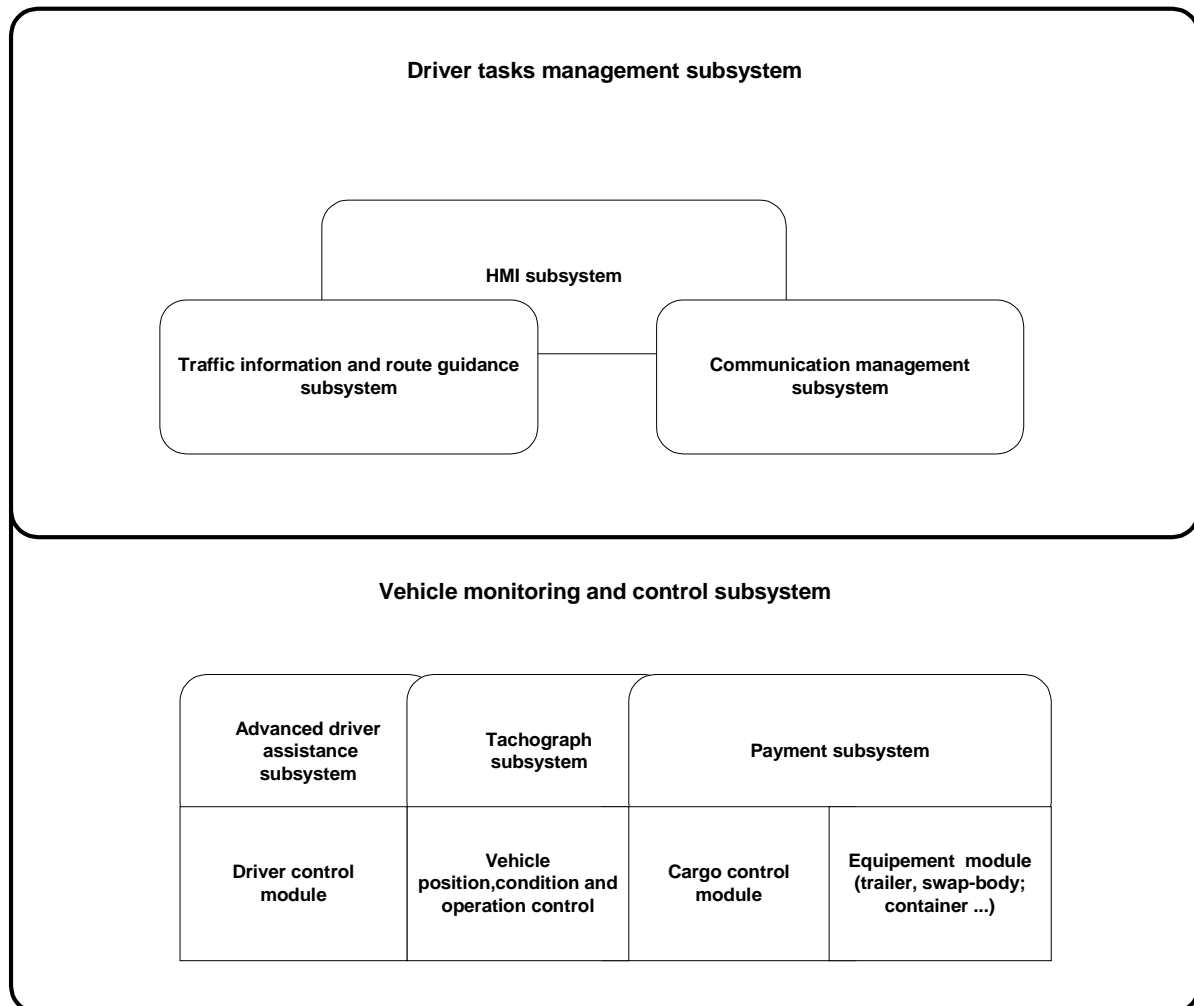 Driver tasks management subsystem
HMI subsystem
Traffic information and route guidance
subsystem
Communication management
subsystem
Vehicle monitoring and control subsystem
Advanced driver
assistance
subsystem
Tachograph
subsystem
Payment subsystem
Driver control module
Vehicle
position,condition and
operation control
Cargo control
module
Equipement module
(trailer, swap-body;
container ...)